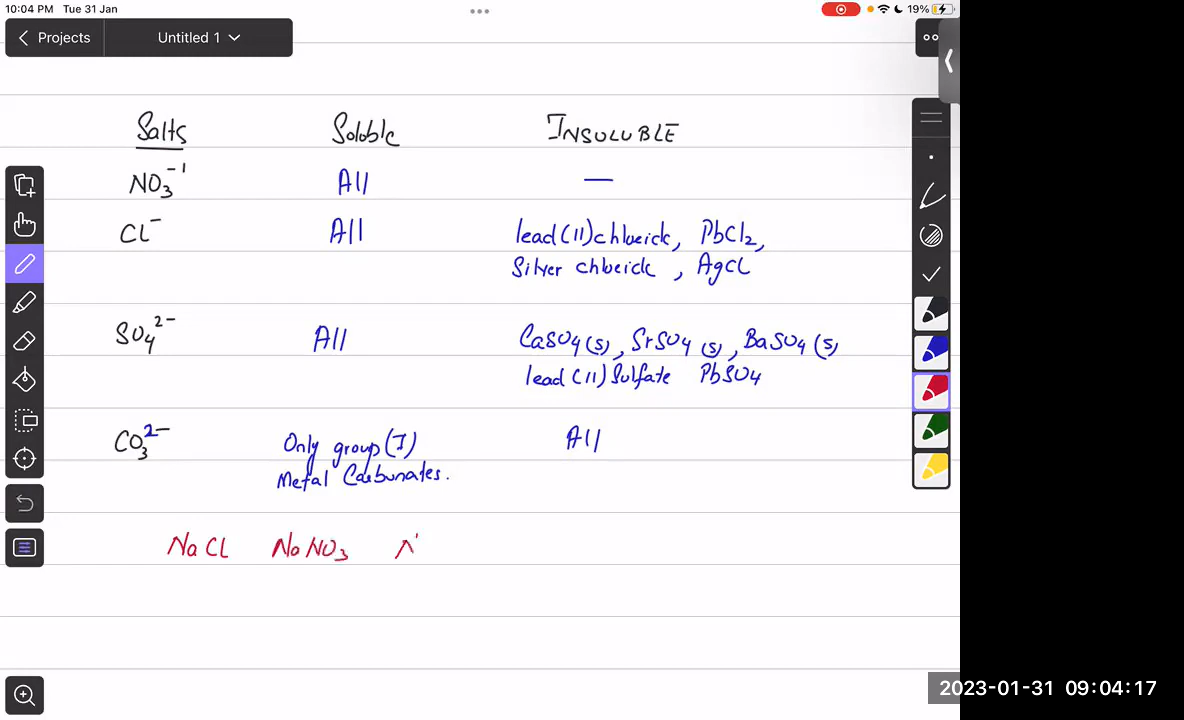 10:04 PM Tue 31 Jan 19%
Projects Untitled 1
Salts Soluble INSOLUBLE
NO₃⁻¹ All —
Cl⁻ All lead(II)chloride, PbCl₂,
Silver chloride , AgCl
SO₄²⁻ All CaSO₄(s), SrSO₄(s), BaSO₄(s)
lead(II)Sulfate PbSO₄
CO₃²⁻ Only group(I) All
Metal Carbonates.
NaCl NaNO₃
2023-01-31 09:04:17